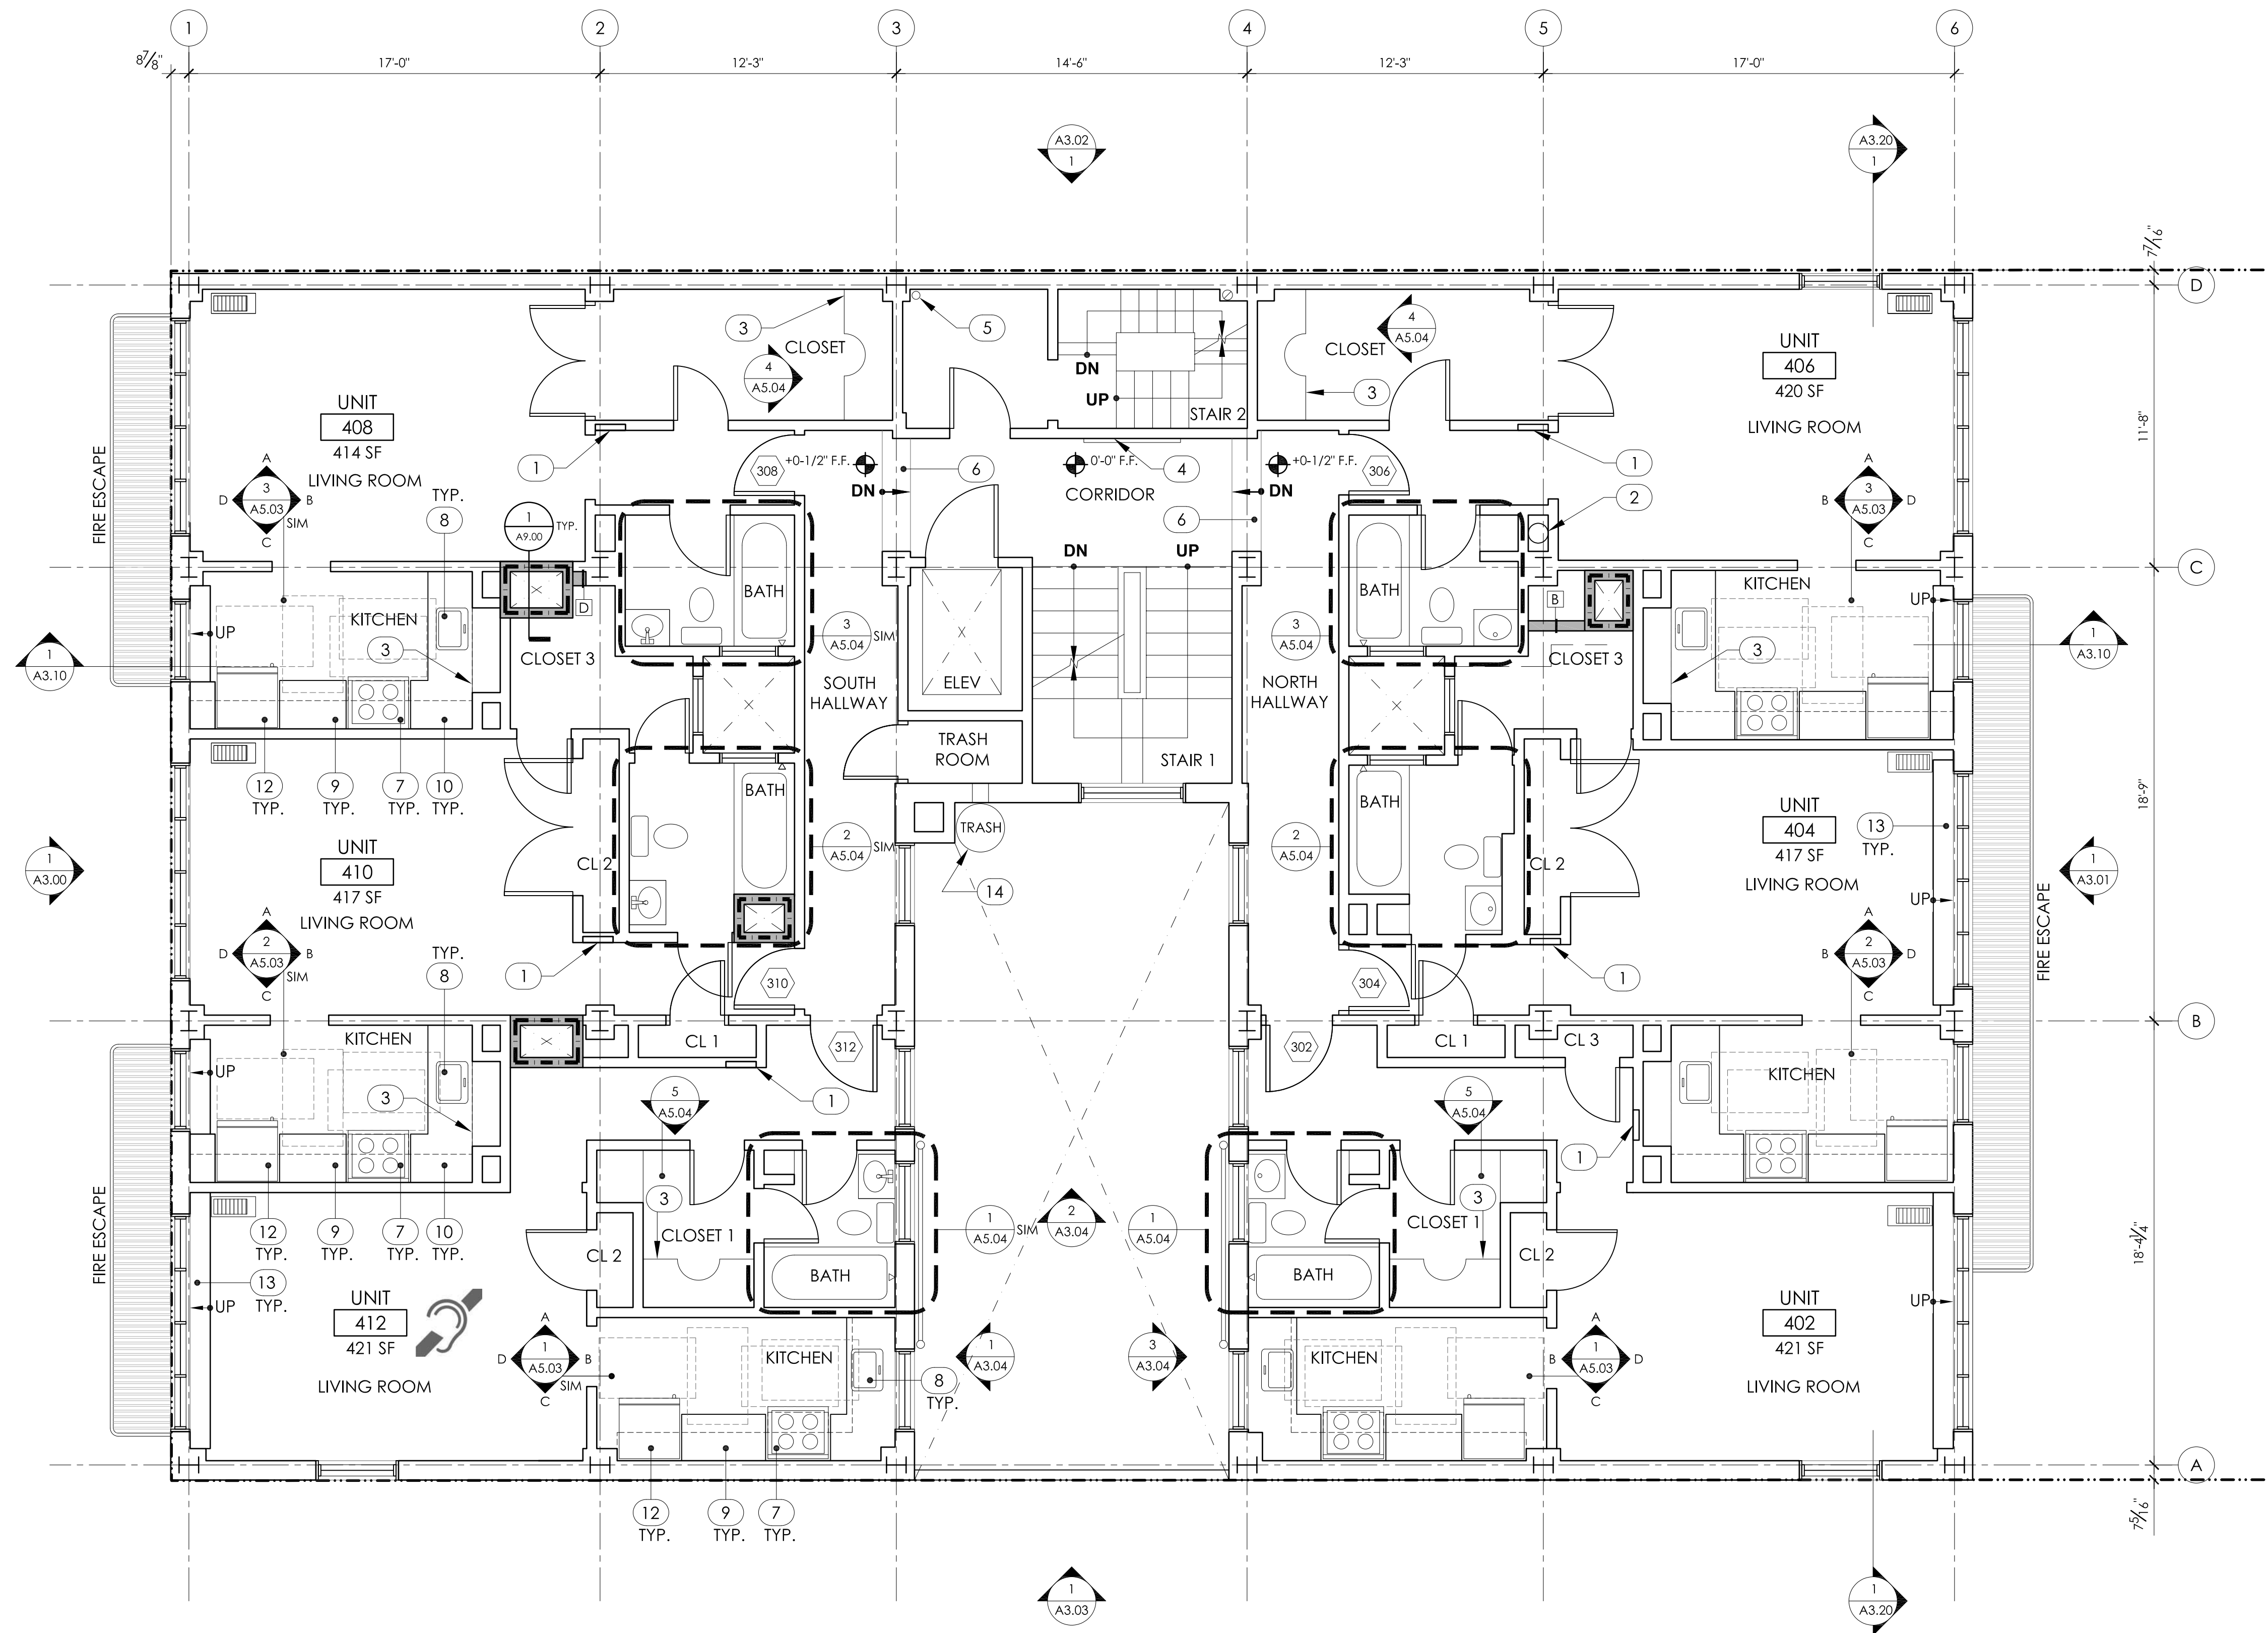 1
2
3
4
5
6
8⅞"
17'-0"
12'-3"
14'-6"
12'-3"
17'-0"
A3.02
1
A3.20
1
7⁄16"
D
3
CLOSET
4
A5.04
5
DN
UP
STAIR 2
CLOSET
4
A5.04
3
UNIT
406
420 SF
LIVING ROOM
11'-8"
FIRE ESCAPE
UNIT
408
414 SF
LIVING ROOM
A
D
3
A5.03
B
SIM
C
TYP.
8
1
A9.00
TYP.
1
308
+0-1/2" F.F.
DN
6
0'-0" F.F.
4
CORRIDOR
6
+0-1/2" F.F.
DN
306
1
2
A
B
3
A5.03
D
C
DN
UP
C
D
BATH
BATH
B
KITCHEN
UP
UP
KITCHEN
3
3
A5.04
SIM
3
A5.04
1
A3.10
CLOSET 3
SOUTH
HALLWAY
ELEV
NORTH
HALLWAY
CLOSET 3
3
1
A3.10
TRASH
ROOM
STAIR 1
12
TYP.
9
TYP.
7
TYP.
10
TYP.
BATH
BATH
18'-9"
1
A3.00
UNIT
410
417 SF
LIVING ROOM
CL 2
2
A5.04
SIM
TRASH
14
2
A5.04
CL 2
UNIT
404
417 SF
LIVING ROOM
13
TYP.
UP
1
A3.01
FIRE ESCAPE
A
D
2
A5.03
B
SIM
C
TYP.
8
1
310
304
1
A
B
2
A5.03
D
C
B
KITCHEN
CL 1
312
302
CL 1
CL 3
KITCHEN
UP
3
1
5
A5.04
5
A5.04
1
FIRE ESCAPE
12
TYP.
9
TYP.
7
TYP.
10
TYP.
3
CLOSET 1
CL 2
BATH
1
A5.04
SIM
2
A3.04
1
A5.04
BATH
3
CLOSET 1
CL 2
18'-4¼"
13
TYP.
UP
UNIT
412
421 SF
LIVING ROOM
A
D
1
A5.03
B
SIM
C
KITCHEN
8
TYP.
1
A3.04
3
A3.04
KITCHEN
A
B
1
A5.03
D
C
UNIT
402
421 SF
LIVING ROOM
UP
A
12
TYP.
9
TYP.
7
TYP.
7 5⁄16"
1
A3.03
1
A3.20